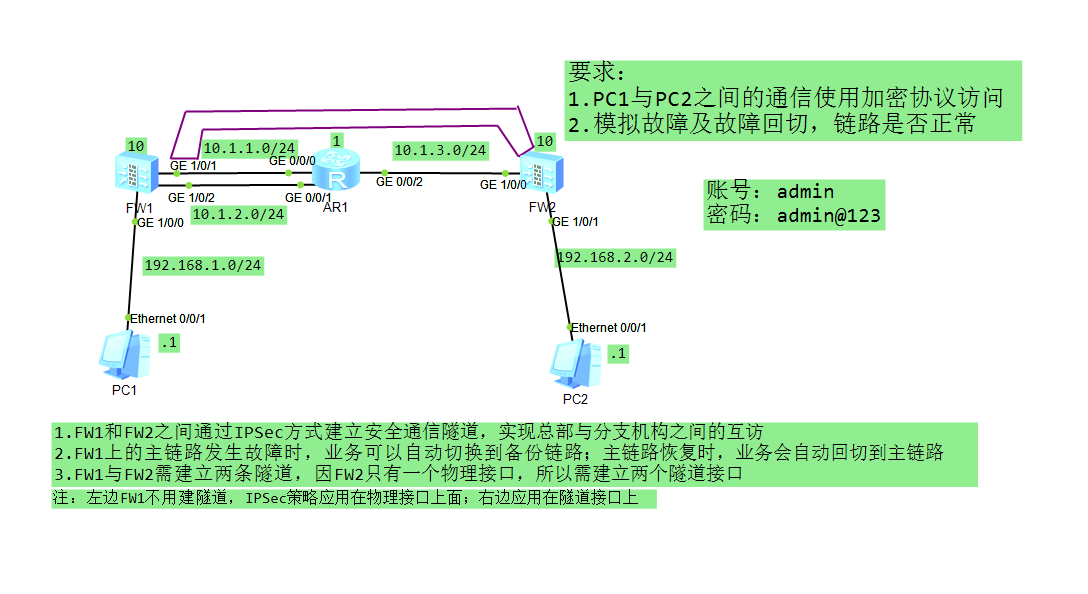 要求：
1.PC1与PC2之间的通信使用加密协议访问
2.模拟故障及故障回切，链路是否正常
10
10.1.1.0/24
1
10.1.3.0/24
10
GE 1/0/1
GE 0/0/0
GE 0/0/2
GE 1/0/0
R
GE 1/0/2
GE 0/0/1
AR1
FW1
FW2
10.1.2.0/24
GE 1/0/0
GE 1/0/1
账号：admin
密码：admin@123
192.168.1.0/24
192.168.2.0/24
Ethernet 0/0/1
Ethernet 0/0/1
.1
.1
PC1
PC2
1.FW1和FW2之间通过IPSec方式建立安全通信隧道，实现总部与分支机构之间的互访
2.FW1上的主链路发生故障时，业务可以自动切换到备份链路；主链路恢复时，业务会自动回切到主链路
3.FW1与FW2需建立两条隧道，因FW2只有一个物理接口，所以需建立两个隧道接口
注：左边FW1不用建隧道，IPSec策略应用在物理接口上面；右边应用在隧道接口上